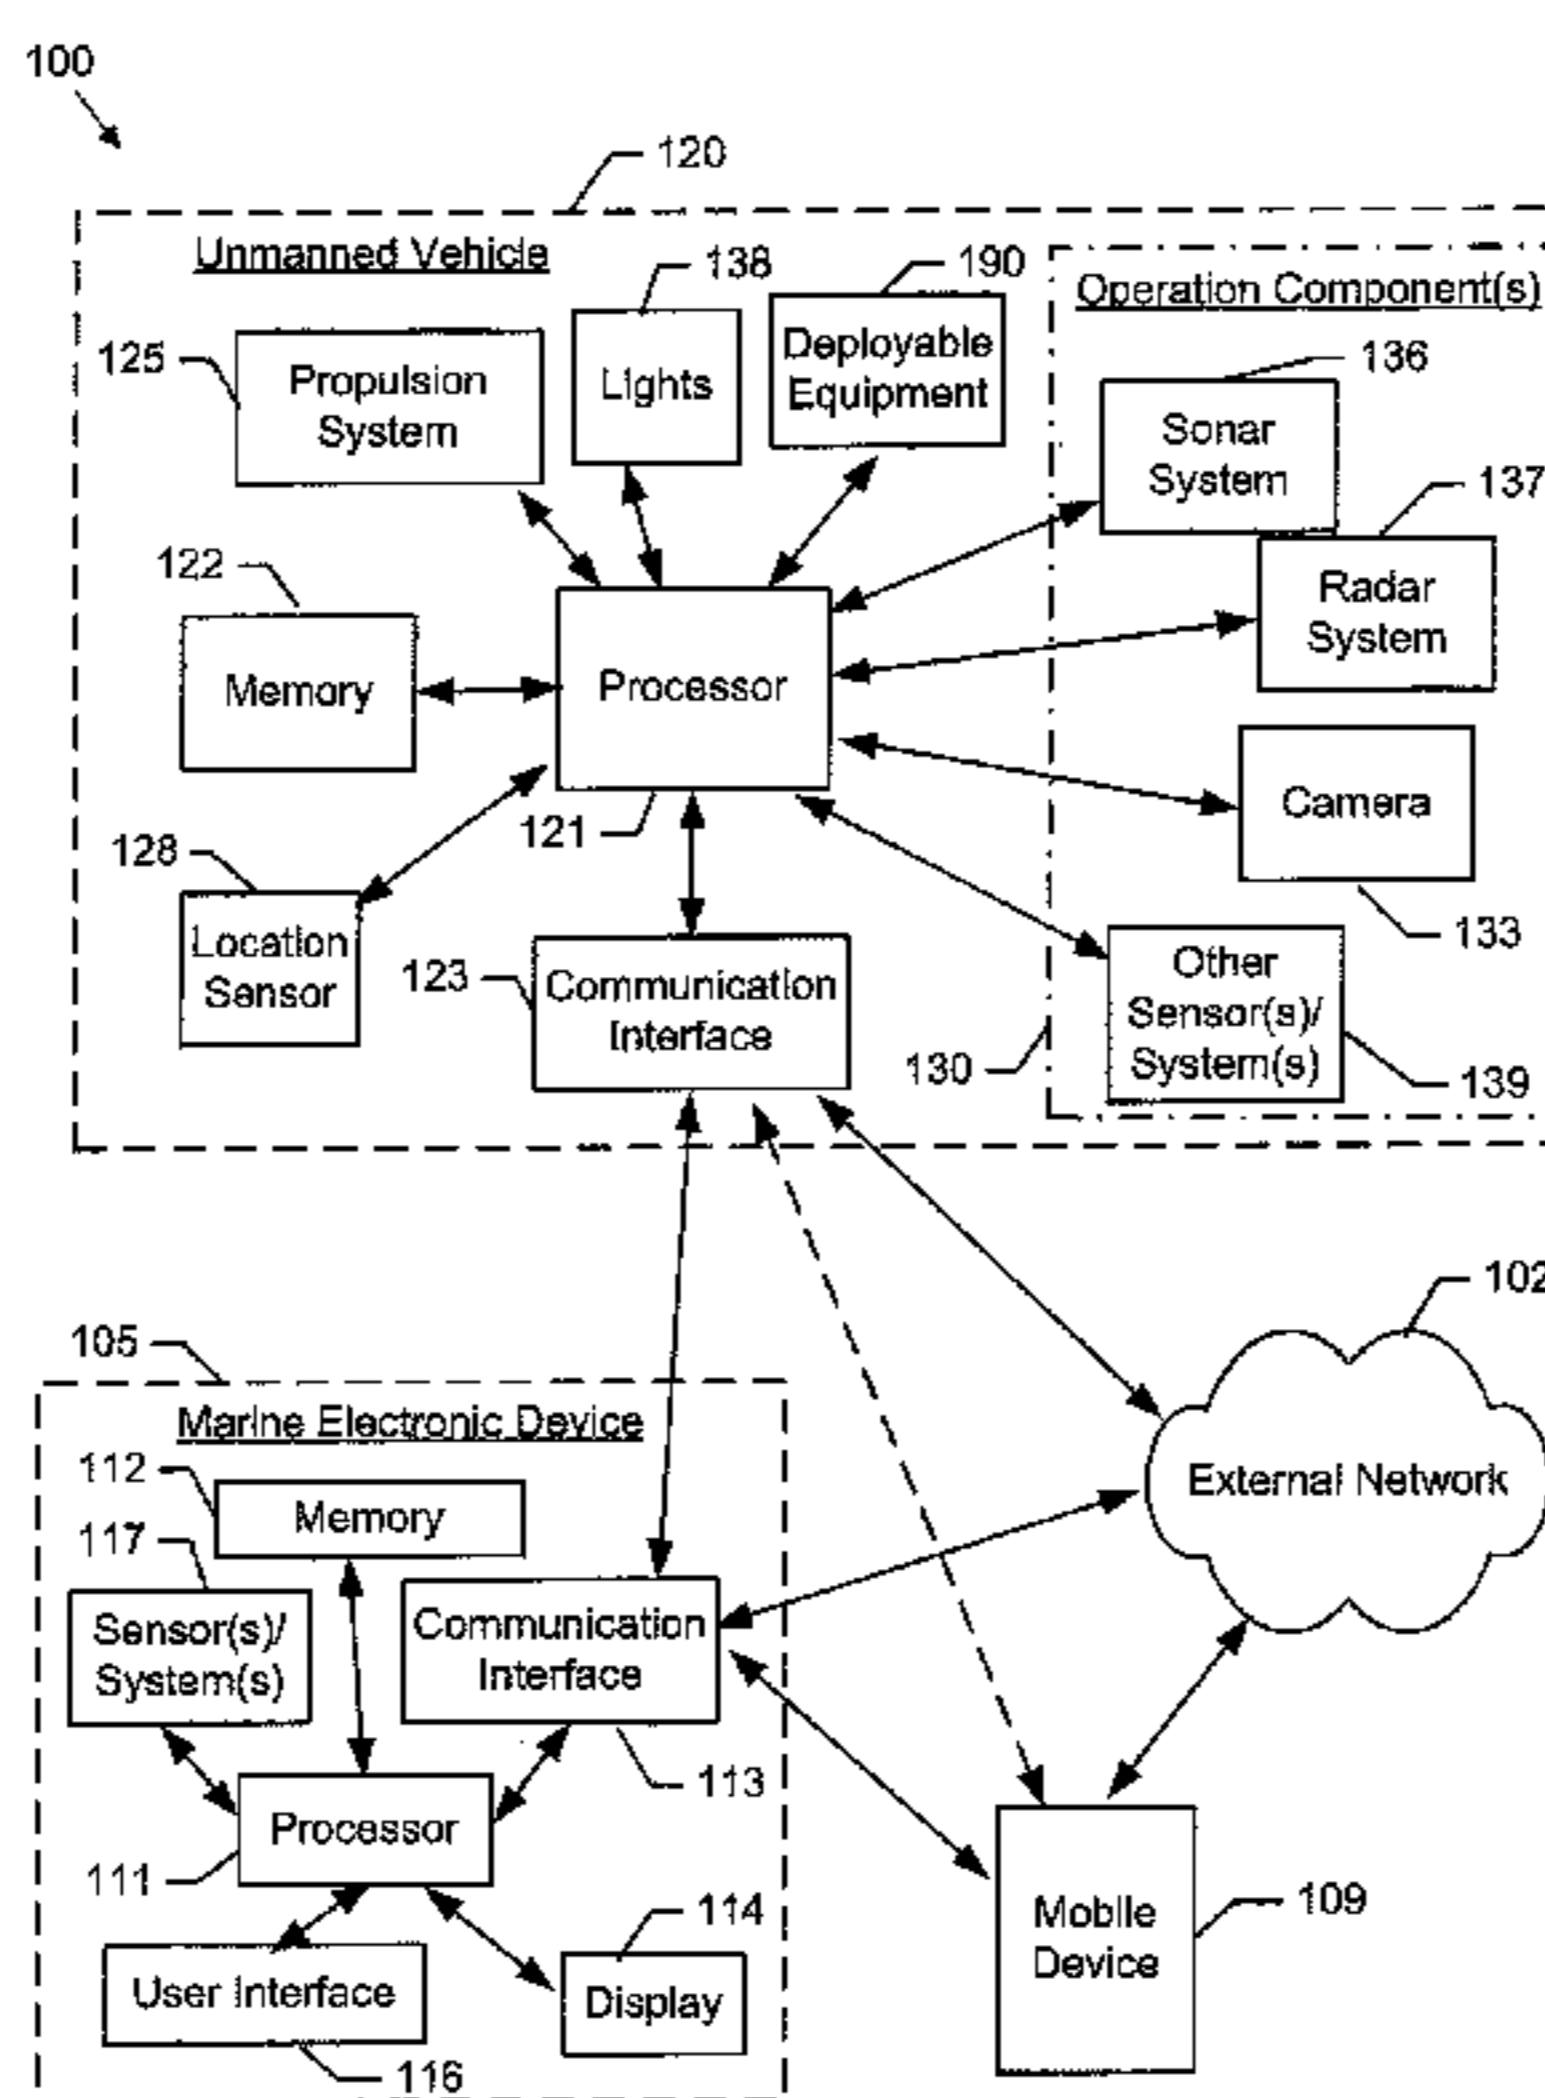 100
120
Unmanned Vehicle
138
190
Operation Component(s)
125
Propulsion
System
Lights
Deployable
Equipment
136
Sonar
System
137
122
Memory
Processor
Radar
System
121
Camera
128
133
Location
Sensor
123
Communication
Interface
Other
Sensor(s)/
System(s)
130
139
102
105
Marine Electronic Device
112
Memory
External Network
117
Sensor(s)/
System(s)
Communication
Interface
113
Processor
111
114
Mobile
Device
109
User Interface
Display
116